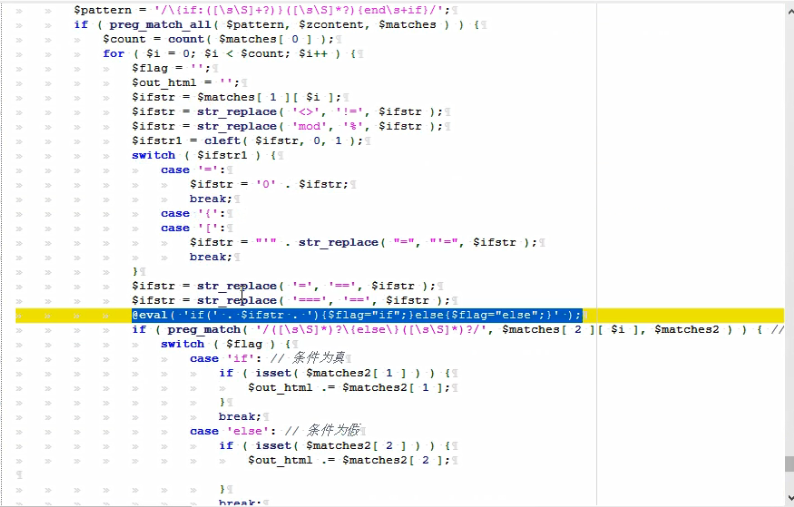 $pattern = '/\{if:([\s\S]+?)}([\s\S]*?){end\s+if}/';
if ( preg_match_all( $pattern, $zcontent, $matches ) ) {
$count = count( $matches[ 0 ] );
for ( $i = 0; $i < $count; $i++ ) {
$flag = '';
$out_html = '';
$ifstr = $matches[ 1 ][ $i ];
$ifstr = str_replace( '<>', '!=', $ifstr );
$ifstr = str_replace( 'mod', '%', $ifstr );
$ifstr1 = cleft( $ifstr, 0, 1 );
switch ( $ifstr1 ) {
case '=':
$ifstr = '0' . $ifstr;
break;
case '{':
case '[':
$ifstr = "'" . str_replace( "=", "'=", $ifstr );
break;
}
$ifstr = str_replace( '=', '==', $ifstr );
$ifstr = str_replace( '===', '==', $ifstr );
@eval( 'if(' . $ifstr . '){$flag="if";}else{$flag="else";}' );
if ( preg_match( '/([\s\S]*)?\{else\}([\s\S]*)?/', $matches[ 2 ][ $i ], $matches2 ) ) { //
switch ( $flag ) {
case 'if': // 条件为真
if ( isset( $matches2[ 1 ] ) ) {
$out_html .= $matches2[ 1 ];
}
break;
case 'else': // 条件为假
if ( isset( $matches2[ 2 ] ) ) {
$out_html .= $matches2[ 2 ];
}
break;